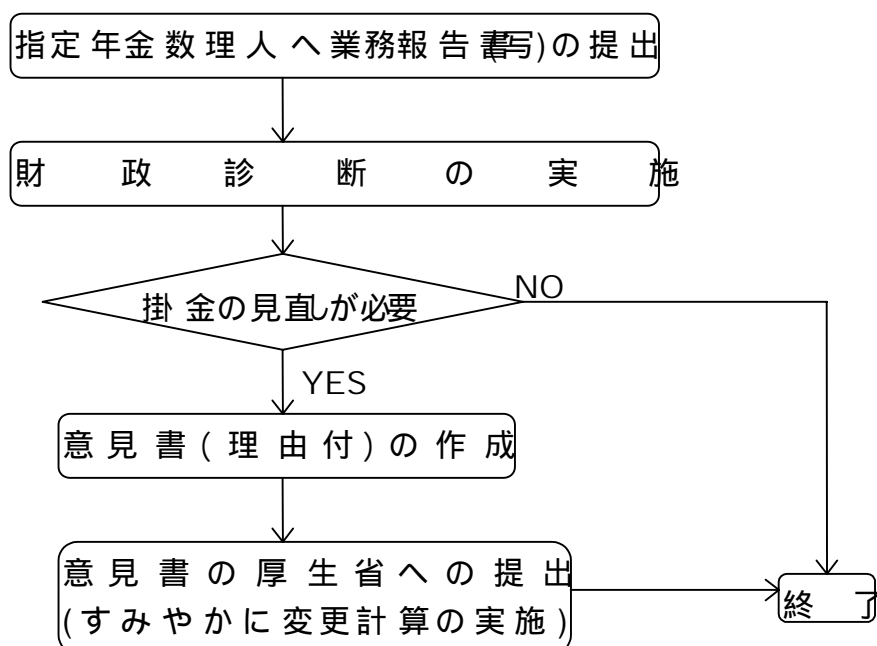 指定年金数理人へ業務報告書(写)の提出
財政診断の実施
掛金の見直しが必要
NO
YES
意見書(理由付)の作成
意見書の厚生省への提出
(すみやかに変更計算の実施)
終了